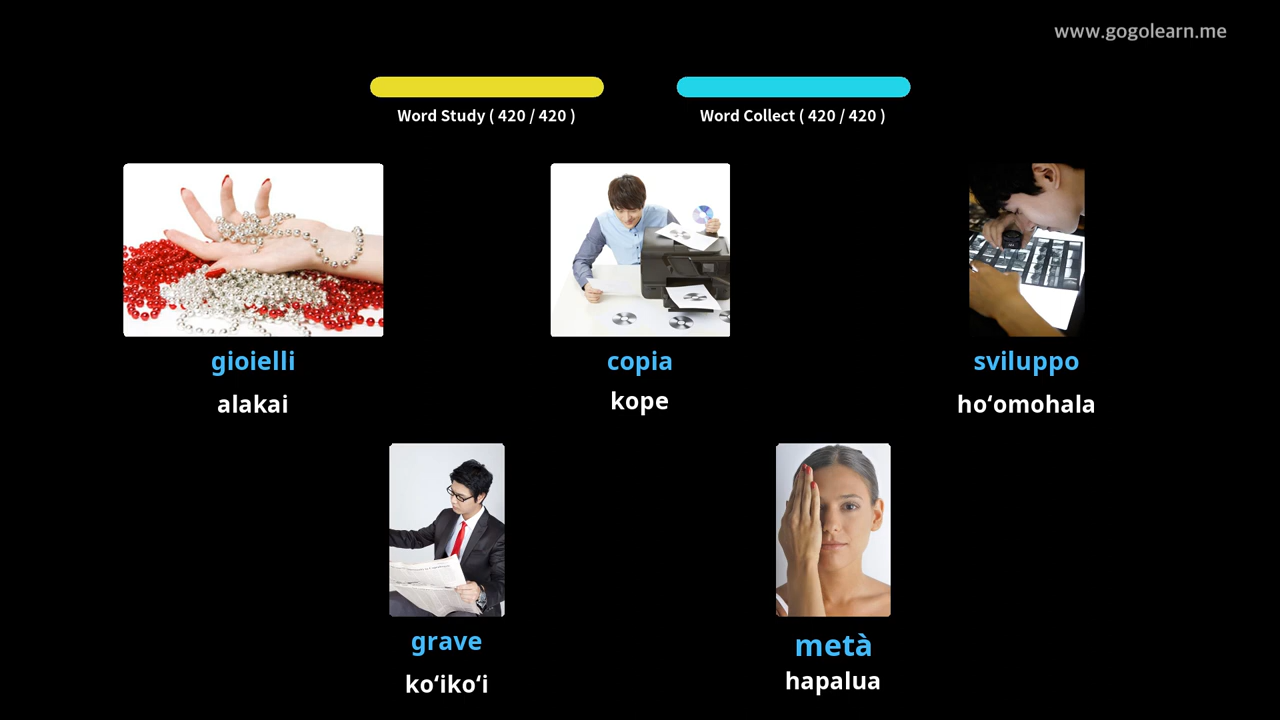 www.gogolearn.me
Word Study ( 420 / 420 )
Word Collect ( 420 / 420 )
gioielli
alakai
copia
kope
sviluppo
hoʻomohala
grave
koʻikoʻi
metà
hapalua